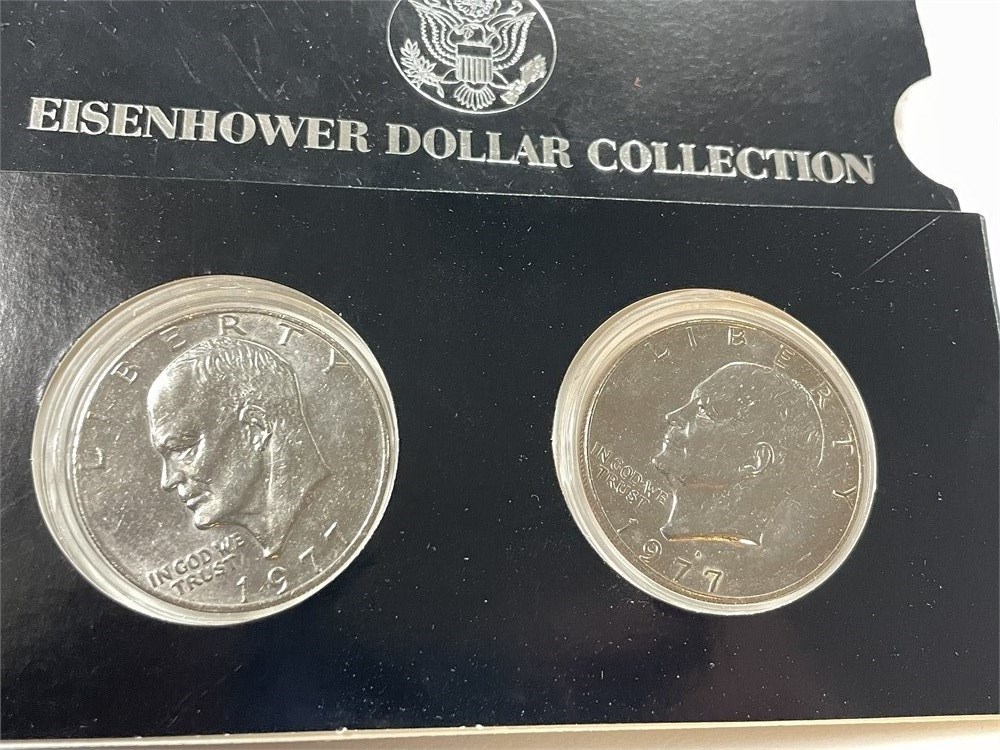 EISENHOWER DOLLAR COLLECTION
LIBERTY
IN GOD WE
TRUST
1977
LIBERTY
IN GOD WE
TRUST
1977